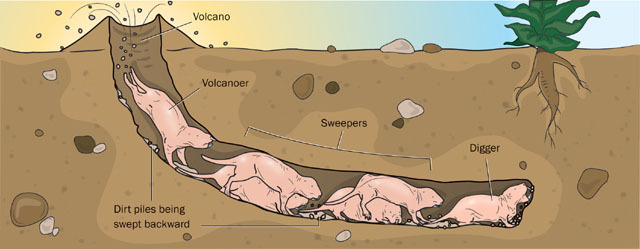 Volcano
Volcanoer
Sweepers
Digger
Dirt piles being
swept backward